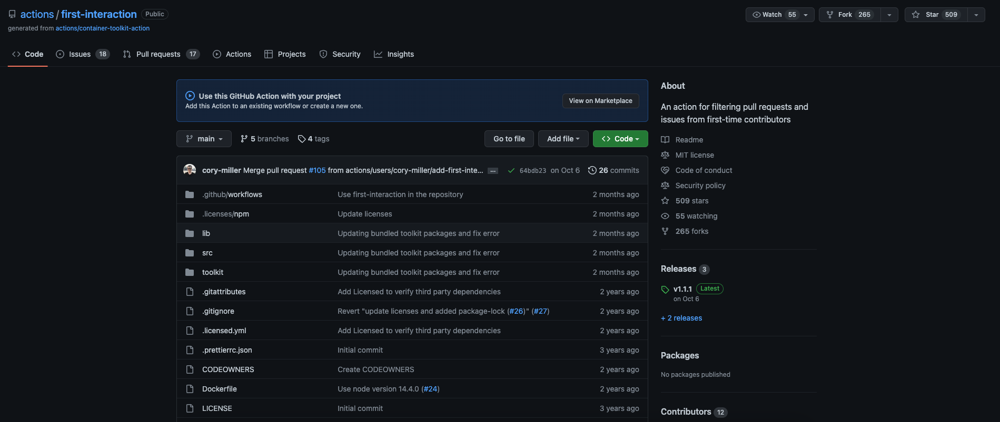 actions / first-interaction Public
Watch 55 Fork 265 Star 509
generated from actions/container-toolkit-action
Code Issues 18 Pull requests 17 Actions Projects Security Insights
Use this GitHub Action with your project
Add this Action to an existing workflow or create a new one.
View on Marketplace
main 5 branches 4 tags Go to file Add file Code
cory-miller Merge pull request #105 from actions/users/cory-miller/add-first-inte... ... 64bdb23 on Oct 6 26 commits
.github/workflows Use first-interaction in the repository 2 months ago
.licenses/npm Update licenses 2 months ago
lib Updating bundled toolkit packages and fix error 2 months ago
src Updating bundled toolkit packages and fix error 2 months ago
toolkit Updating bundled toolkit packages and fix error 2 months ago
.gitattributes Add Licensed to verify third party dependencies 2 years ago
.gitignore Revert "update licenses and added package-lock (#26)" (#27) 2 years ago
.licensed.yml Add Licensed to verify third party dependencies 2 years ago
.prettierrc.json Initial commit 3 years ago
CODEOWNERS Create CODEOWNERS 2 years ago
Dockerfile Use node version 14.4.0 (#24) 2 years ago
LICENSE Initial commit 3 years ago
About
An action for filtering pull requests and
issues from first-time contributors
Readme
MIT license
Code of conduct
Security policy
509 stars
55 watching
265 forks
Releases 3
v1.1.1 Latest
on Oct 6
+ 2 releases
Packages
No packages published
Contributors 12